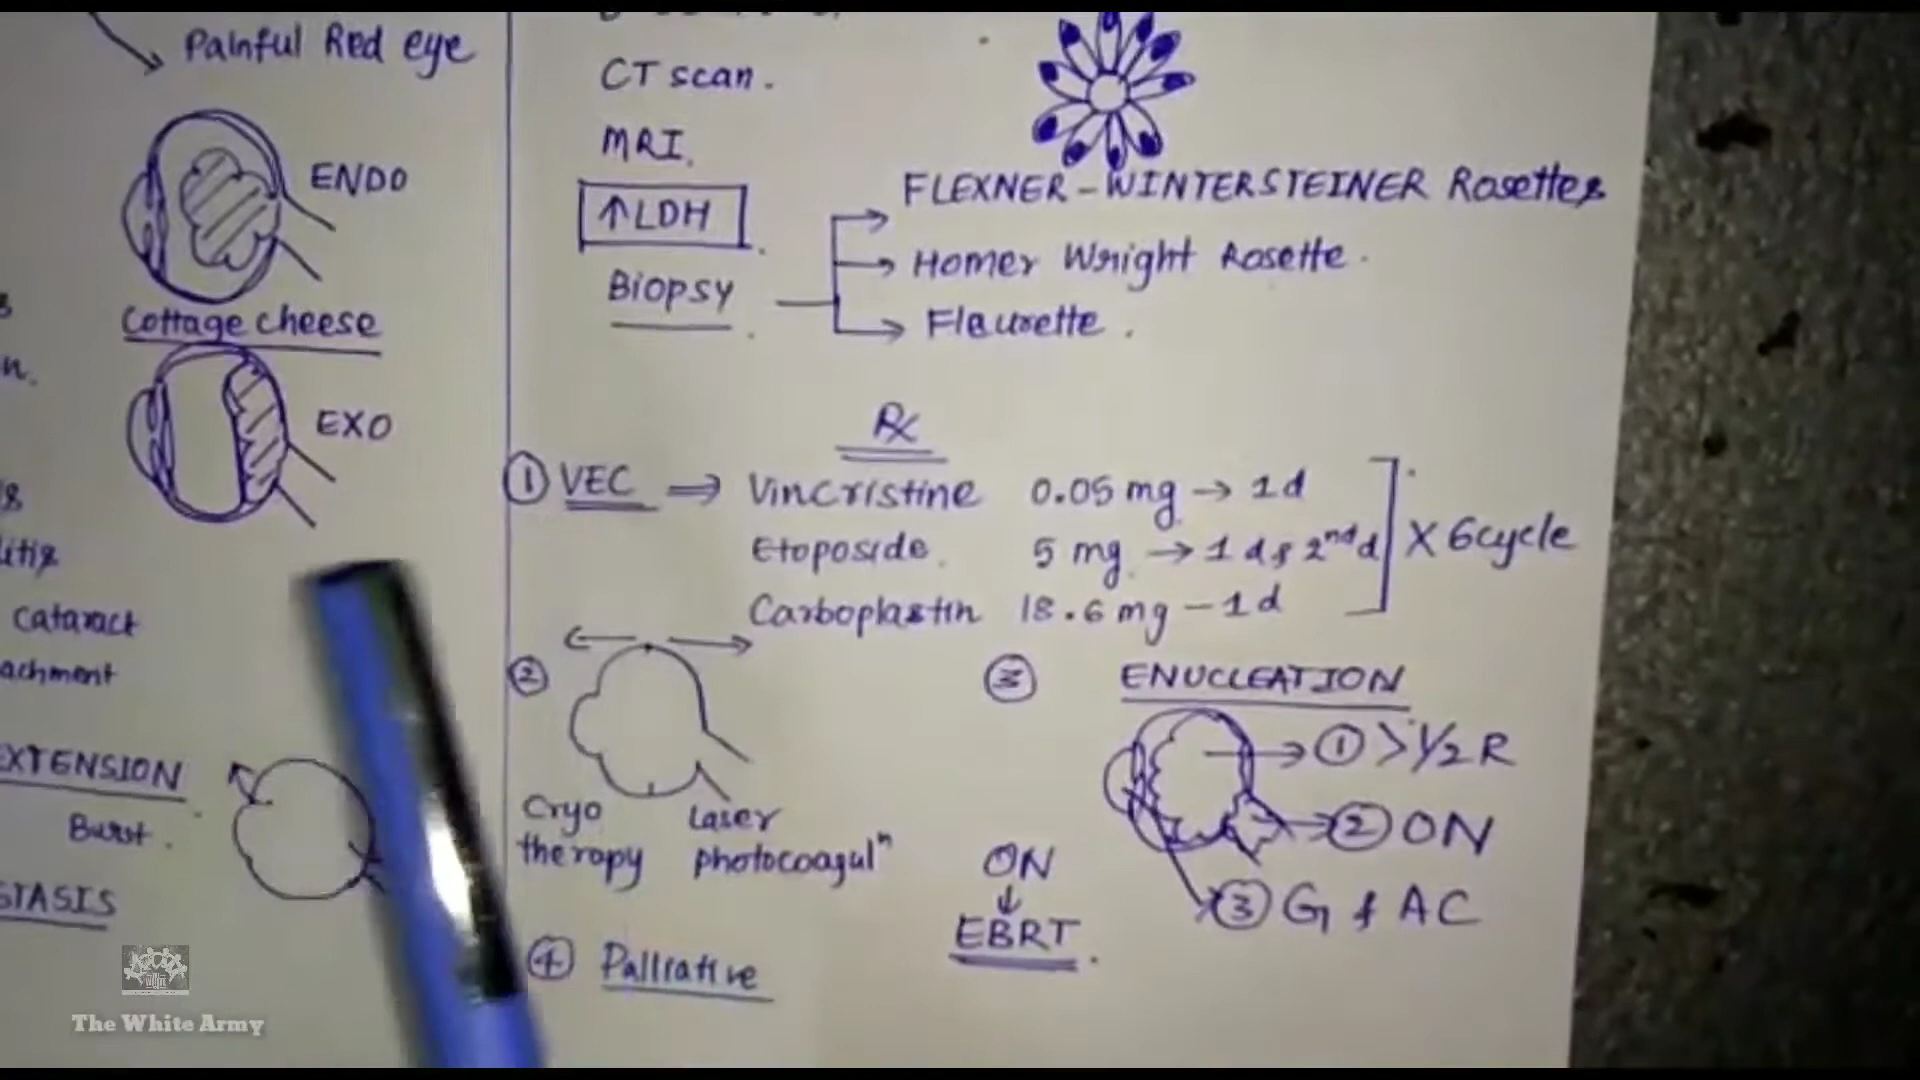 Painful Red eye
ENDO
Cottage cheese
EXO
n.
cataract
achment
EXTENSION
Burst.
STASIS
CT scan.
MRI.
↑LDH
Biopsy
FLEXNER-WINTERSTEINER Rosettes
Homer Wright Rosette.
Fleurette.
Rx
① VEC ⇒ Vincristine 0.05 mg → 1d
Etoposide. 5 mg. → 1 d & 2nd d
Carboplastin 18.6 mg - 1d
X 6cycle
②
Cryo therapy
Laser photocoagulⁿ
③ ENUCLEATION
① > 1/2 R
② ON
③ G & AC
ON
↓
EBRT.
④ Palliative
The White Army